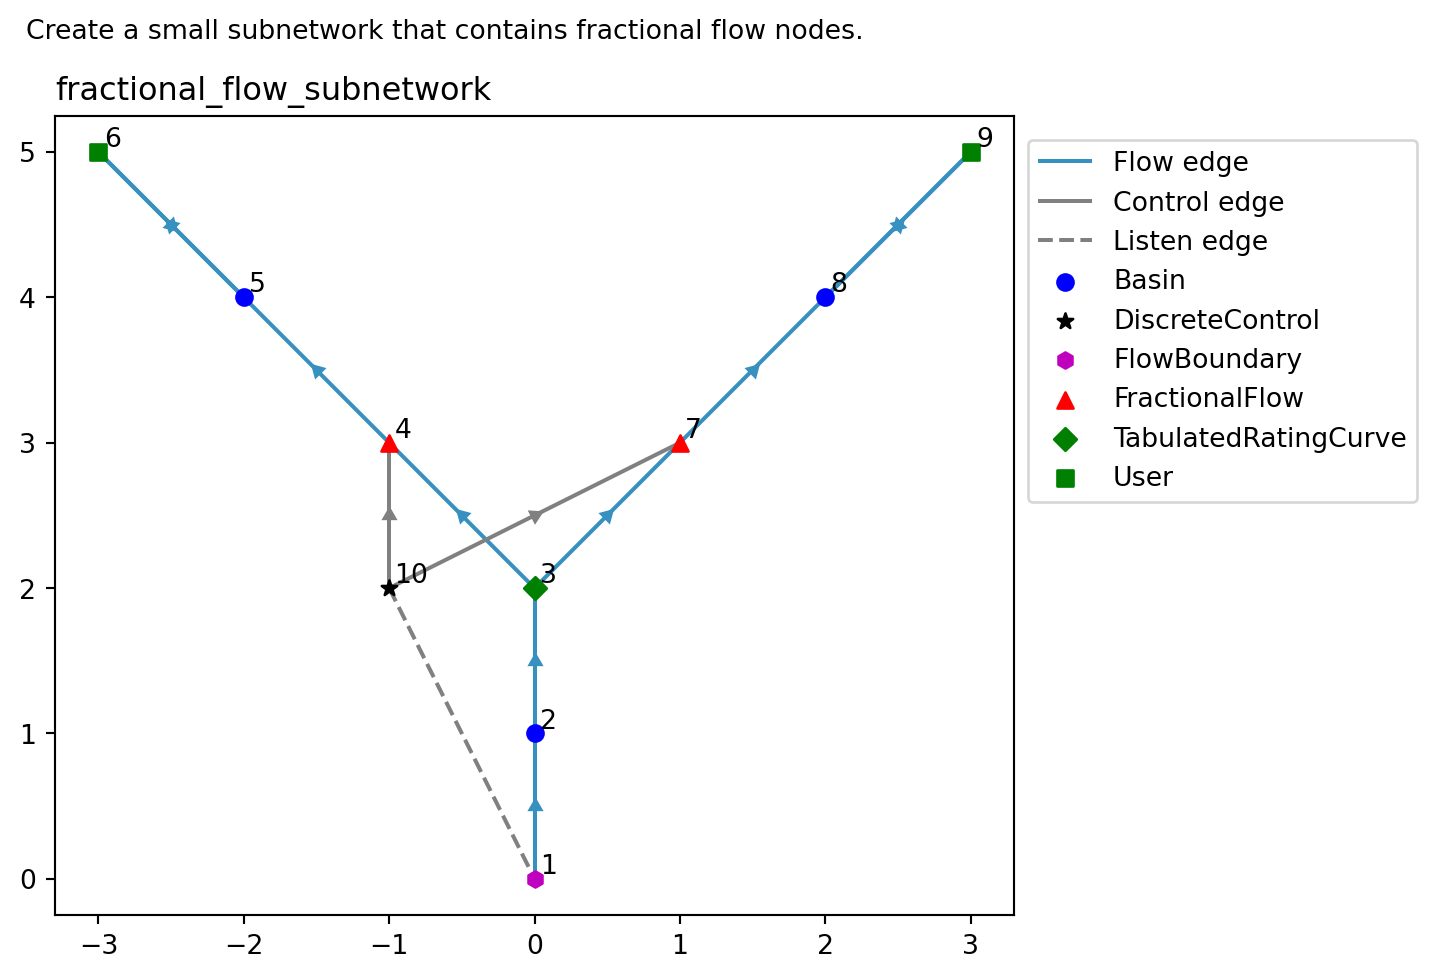 Create a small subnetwork that contains fractional flow nodes.
fractional_flow_subnetwork
6
9
5
8
4
7
10
3
2
1
5
4
3
2
1
0
−3 −2 −1 0 1 2 3
Flow edge
Control edge
Listen edge
Basin
DiscreteControl
FlowBoundary
FractionalFlow
TabulatedRatingCurve
User